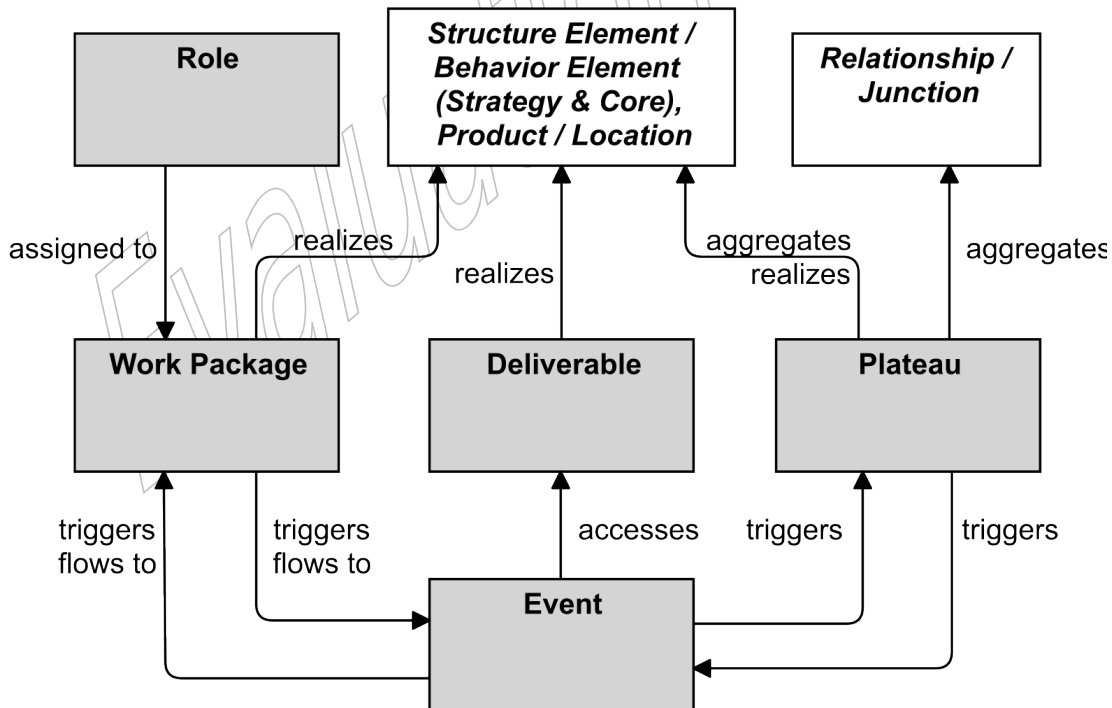 Role
Structure Element /
Behavior Element
(Strategy & Core),
Product / Location
Relationship /
Junction
assigned to
realizes
realizes
aggregates
realizes
aggregates
Work Package
Deliverable
Plateau
triggers
flows to
triggers
flows to
accesses
triggers
triggers
Event